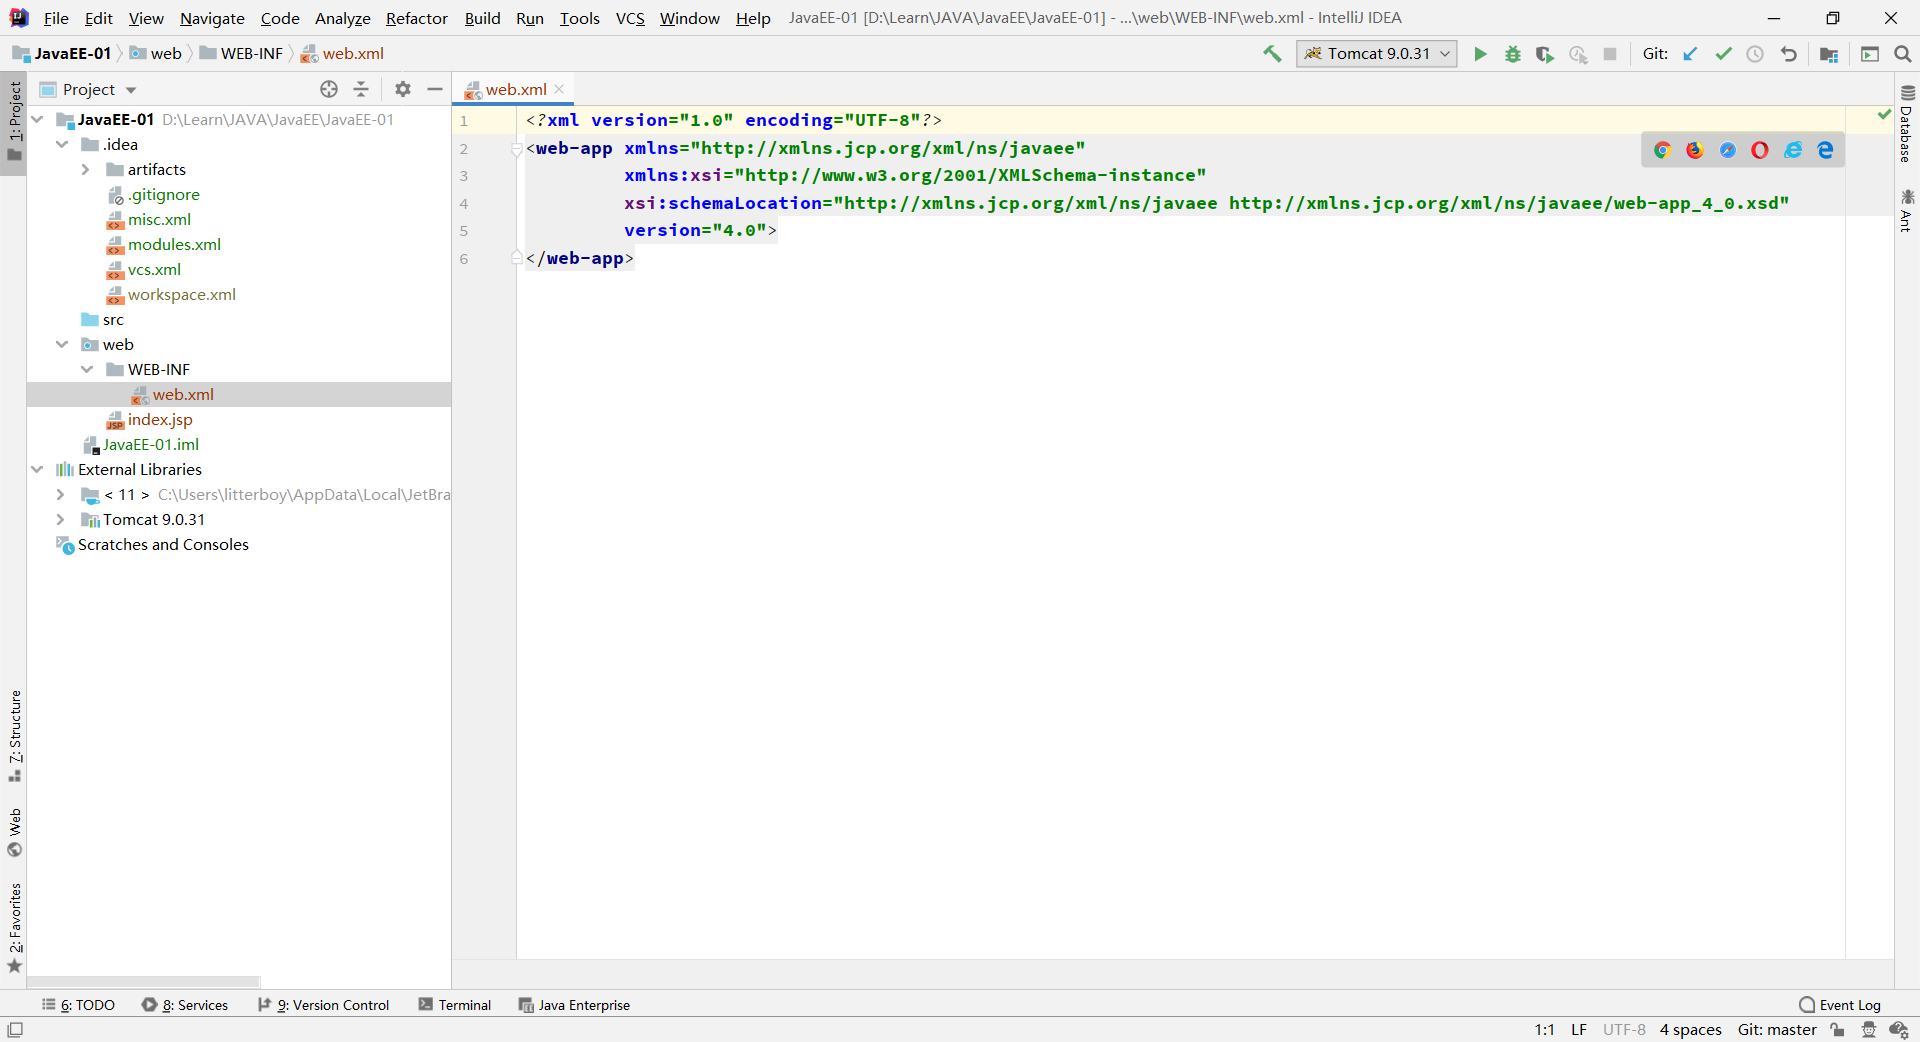 File Edit View Navigate Code Analyze Refactor Build Run Tools VCS Window Help JavaEE-01 [D:\Learn\JAVA\JavaEE\JavaEE-01] - ...\web\WEB-INF\web.xml - IntelliJ IDEA
JavaEE-01 web WEB-INF web.xml Tomcat 9.0.31 Git:
Project
web.xml
1: Project
7: Structure
Web
2: Favorites
JavaEE-01 D:\Learn\JAVA\JavaEE\JavaEE-01
.idea
artifacts
.gitignore
misc.xml
modules.xml
vcs.xml
workspace.xml
src
web
WEB-INF
web.xml
index.jsp
JavaEE-01.iml
External Libraries
< 11 > C:\Users\litterboy\AppData\Local\JetBra
Tomcat 9.0.31
Scratches and Consoles
1 <?xml version="1.0" encoding="UTF-8"?>
2 <web-app xmlns="http://xmlns.jcp.org/xml/ns/javaee"
3 xmlns:xsi="http://www.w3.org/2001/XMLSchema-instance"
4 xsi:schemaLocation="http://xmlns.jcp.org/xml/ns/javaee http://xmlns.jcp.org/xml/ns/javaee/web-app_4_0.xsd"
5 version="4.0">
6 </web-app>
Database
Ant
6: TODO 8: Services 9: Version Control Terminal Java Enterprise Event Log
1:1 LF UTF-8 4 spaces Git: master